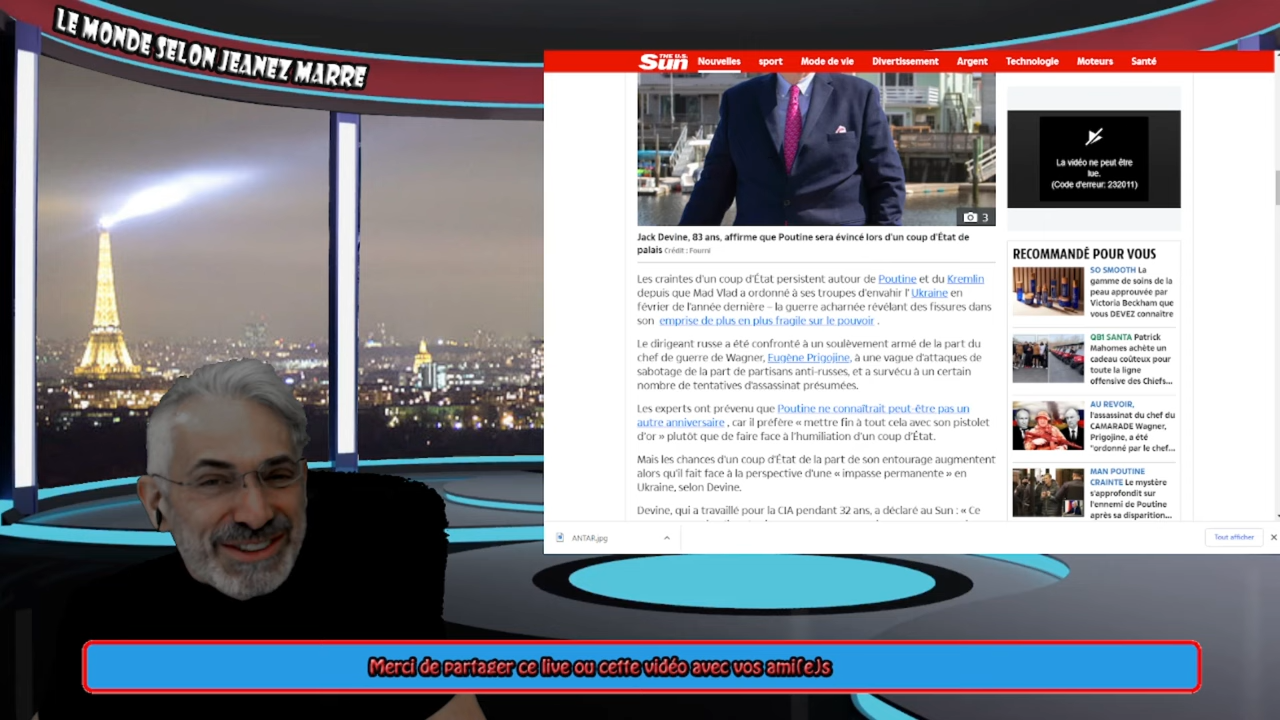 LE MONDE SELON JEANEZ MARRE
THE U.S. Sun
Nouvelles sport Mode de vie Divertissement Argent Technologie Moteurs Santé
3
Jack Devine, 83 ans, affirme que Poutine sera évincé lors d'un coup d'État de
palais Crédit : Fourni
Les craintes d'un coup d'État persistent autour de Poutine et du Kremlin
depuis que Mad Vlad a ordonné à ses troupes d'envahir l' Ukraine en
février de l'année dernière – la guerre acharnée révélant des fissures dans
son emprise de plus en plus fragile sur le pouvoir .
Le dirigeant russe a été confronté à un soulèvement armé de la part du
chef de guerre de Wagner, Eugène Prigojine, à une vague d'attaques de
sabotage de la part de partisans anti-russes, et a survécu à un certain
nombre de tentatives d'assassinat présumées.
Les experts ont prévenu que Poutine ne connaîtrait peut-être pas un
autre anniversaire , car il préfère « mettre fin à tout cela avec son pistolet
d'or » plutôt que de faire face à l'humiliation d'un coup d'État.
Mais les chances d'un coup d'État de la part de son entourage augmentent
alors qu'il fait face à la perspective d'une « impasse permanente » en
Ukraine, selon Devine.
Devine, qui a travaillé pour la CIA pendant 32 ans, a déclaré au Sun : « Ce
La vidéo ne peut être
lue.
(Code d'erreur: 232011)
RECOMMANDÉ POUR VOUS
SO SMOOTH La
gamme de soins de la
peau approuvée par
Victoria Beckham que
vous DEVEZ connaître
QB1 SANTA Patrick
Mahomes achète un
cadeau coûteux pour
toute la ligne
offensive des Chiefs...
AU REVOIR,
l'assassinat du chef du
CAMARADE Wagner,
Prigojine, a été
"ordonné par le chef...
MAN POUTINE
CRAINTE Le mystère
s'approfondit sur
l'ennemi de Poutine
après sa disparition...
ANTAR.jpg
Tout afficher
Merci de partager ce live ou cette vidéo avec vos ami(e)s